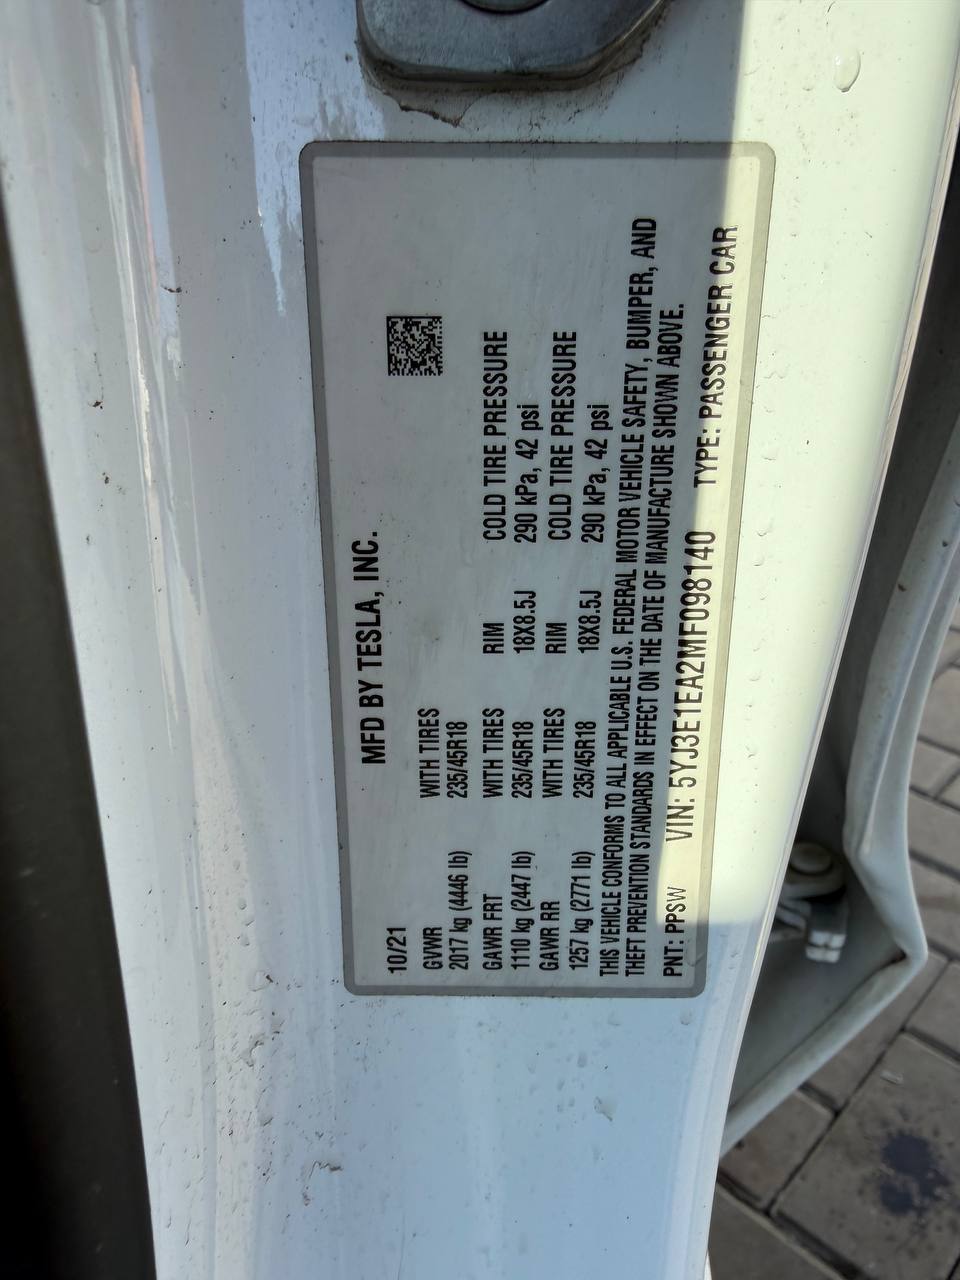 MFD BY TESLA, INC.
10/21
GVWR WITH TIRES
2017 kg (4446 lb) 235/45R18
GAWR FRT WITH TIRES RIM COLD TIRE PRESSURE
1110 kg (2447 lb) 235/45R18 18X8.5J 290 kPa, 42 psi
GAWR RR WITH TIRES RIM COLD TIRE PRESSURE
1257 kg (2771 lb) 235/45R18 18X8.5J 290 kPa, 42 psi
THIS VEHICLE CONFORMS TO ALL APPLICABLE U.S. FEDERAL MOTOR VEHICLE SAFETY, BUMPER, AND
THEFT PREVENTION STANDARDS IN EFFECT ON THE DATE OF MANUFACTURE SHOWN ABOVE.
PNT: PPSW VIN: 5YJ3E1EA2MF098140 TYPE: PASSENGER CAR